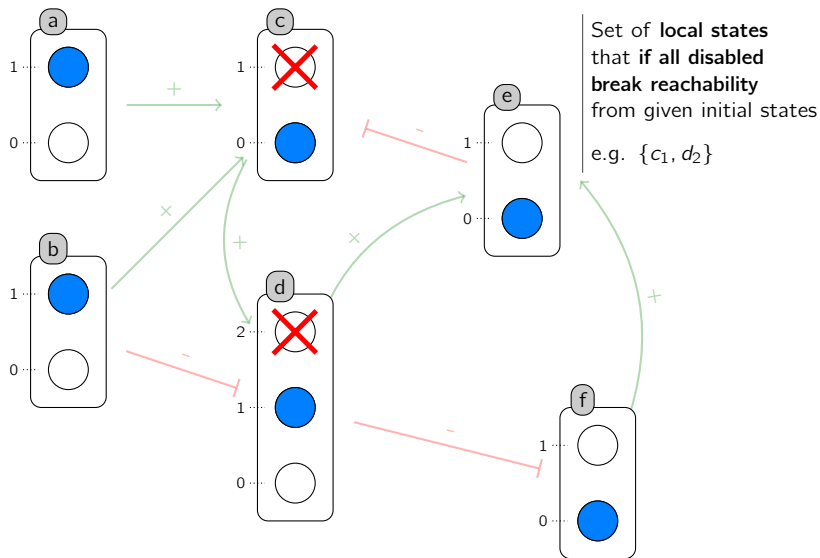 a
1
0
b
1
0
c
1
0
d
2
1
0
e
1
0
f
1
0
+
×
+
×
-
-
-
+
Set of local states
that if all disabled
break reachability
from given initial states
e.g. {c₁, d₂}